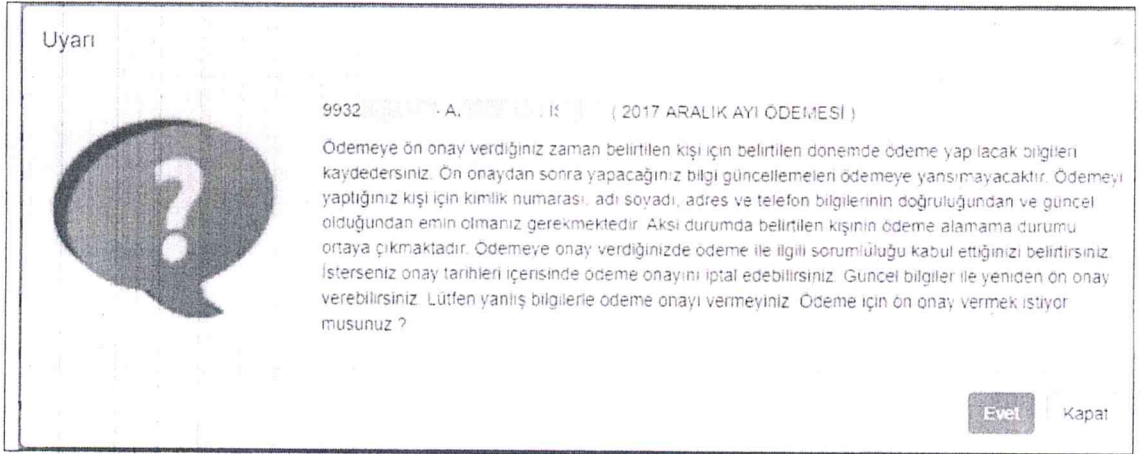 Uyarı
9932 - A. ( 2017 ARALIK AYI ÖDEMESİ )
Ödemeye ön onay verdiğiniz zaman belirtilen kişi için belirtilen dönemde ödeme yap lacak bilgileri
kaydedersiniz. Ön onaydan sonra yapacağınız bilgi güncellemeleri ödemeye yansımayacaktır. Ödemeyi
yaptığınız kişi için kimlik numarası, adı soyadı, adres ve telefon bilgilerinin doğruluğundan ve güncel
olduğundan emin olmanız gerekmektedir. Aksi durumda belirtilen kişinin ödeme alamama durumu
ortaya çıkmaktadır. Ödemeye onay verdiğinizde ödeme ile ilgili sorumluluğu kabul ettiğinizi belirtirsiniz.
İsterseniz onay tarihleri içerisinde ödeme onayını iptal edebilirsiniz. Güncel bilgiler ile yeniden ön onay
verebilirsiniz. Lütfen yanlış bilgilerle ödeme onayı vermeyiniz. Ödeme için ön onay vermek istiyor
musunuz ?
Evet Kapat